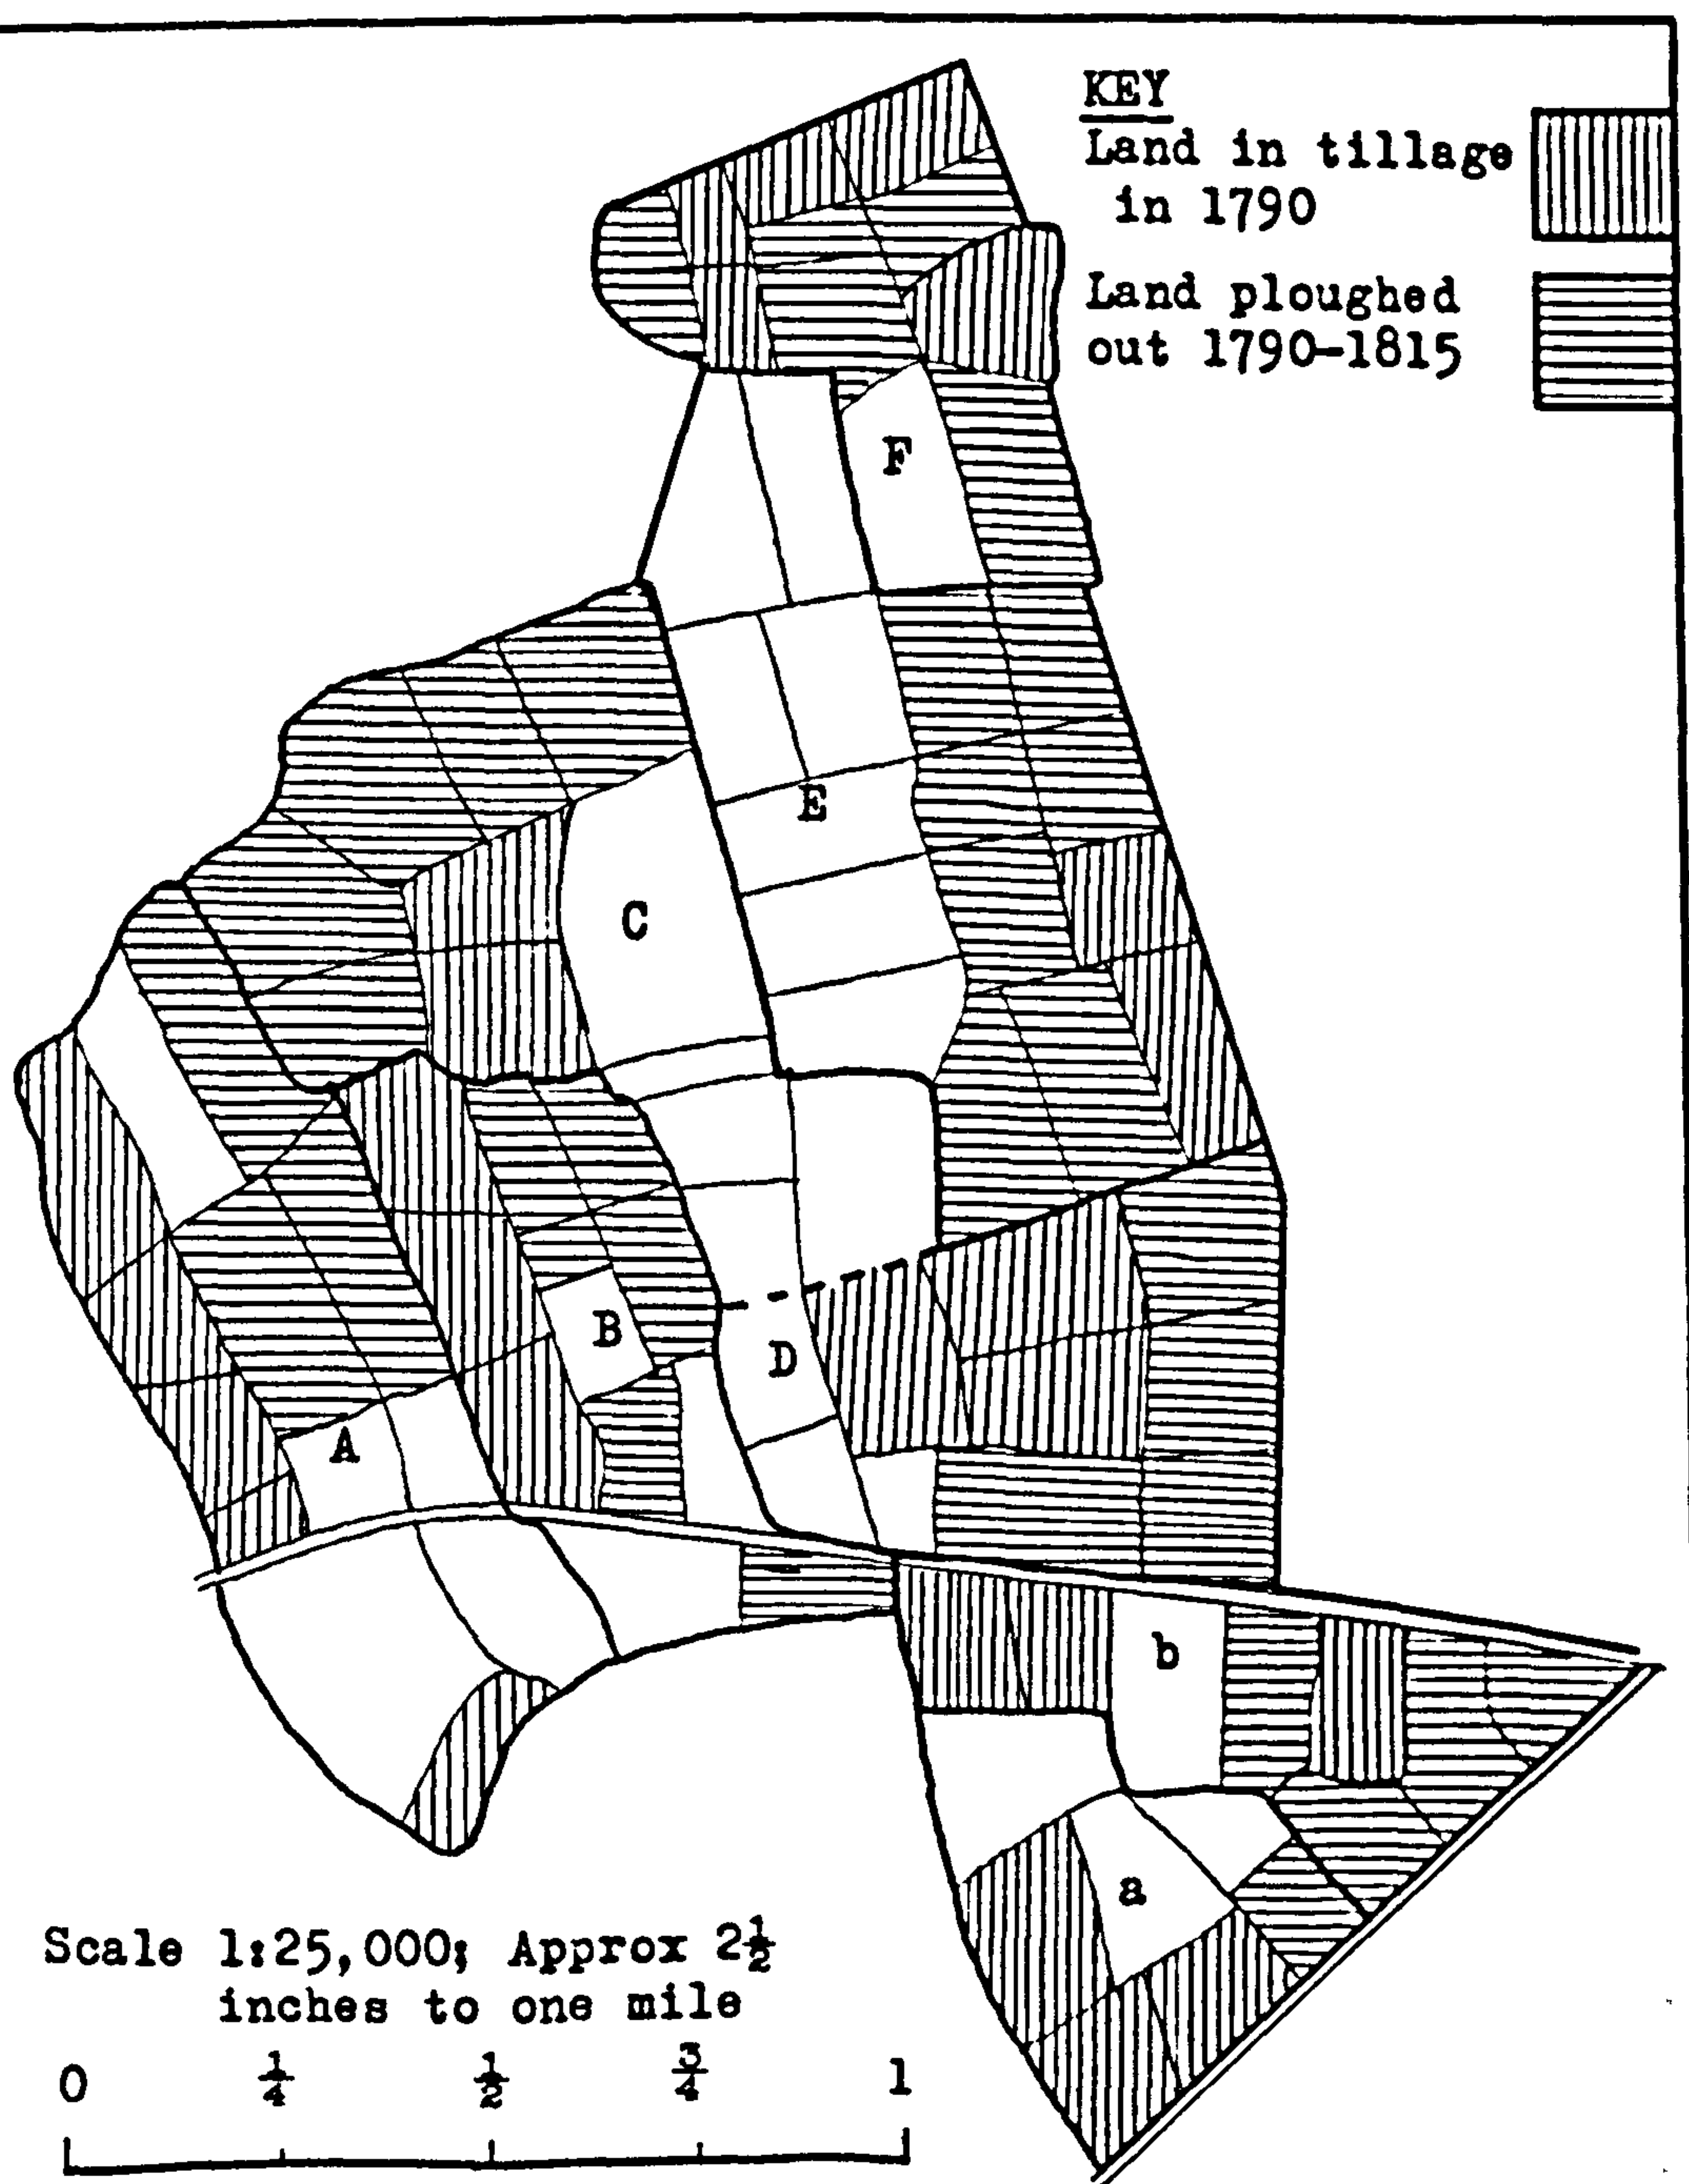 KEY
Land in tillage
in 1790
Land ploughed
out 1790-1815
F
E
C
B
D
A
b
a
Scale 1:25,000; Approx 2½
inches to one mile
0 ¼ ½ ¾ 1